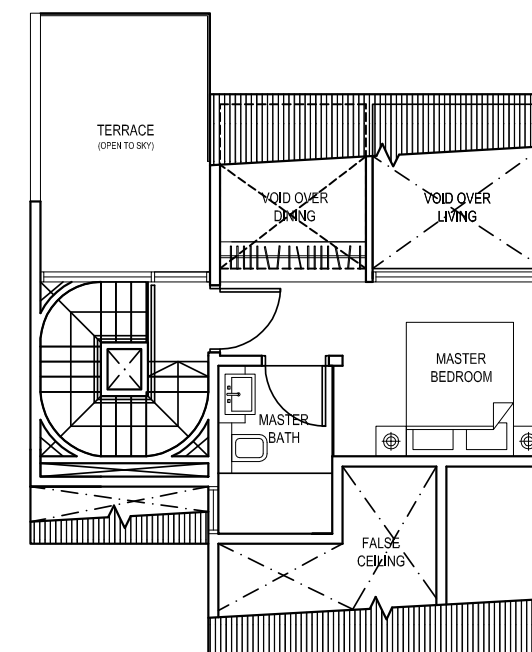 TERRACE
(OPEN TO SKY)
VOID OVER
DINING
VOID OVER
LIVING
MASTER
BEDROOM
MASTER
BATH
FALSE
CEILING